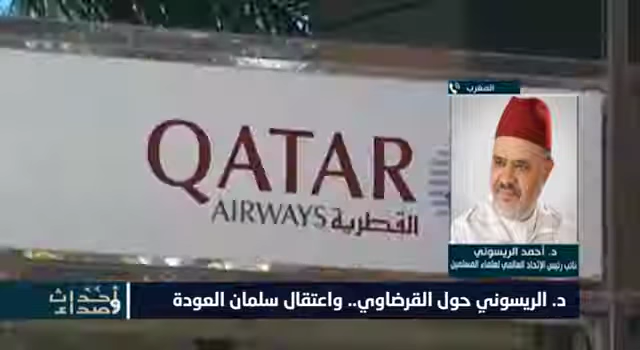 QATAR
AIRWAYS القطرية
المغرب
د. أحمد الريسوني
نائب رئيس الإتحاد العالمي لعلماء المسلمين
د. الريسوني حول القرضاوي.. واعتقال سلمان العودة
أحداث
وأصداء